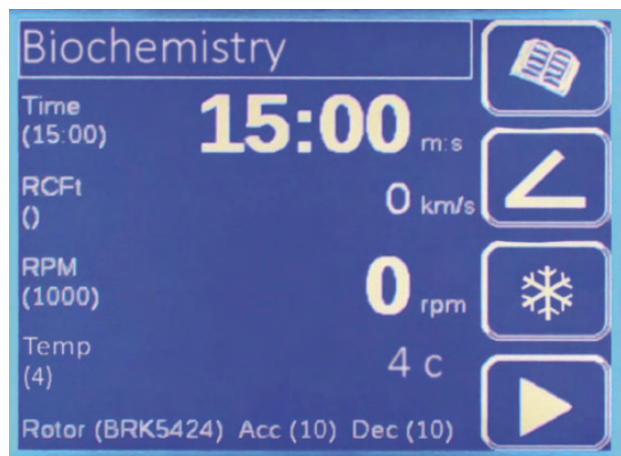 Biochemistry
Time
(15:00)
15:00 m:s
RCFt
()
0 km/s
RPM
(1000)
0 rpm
Temp
(4)
4 c
Rotor (BRK5424) Acc (10) Dec (10)